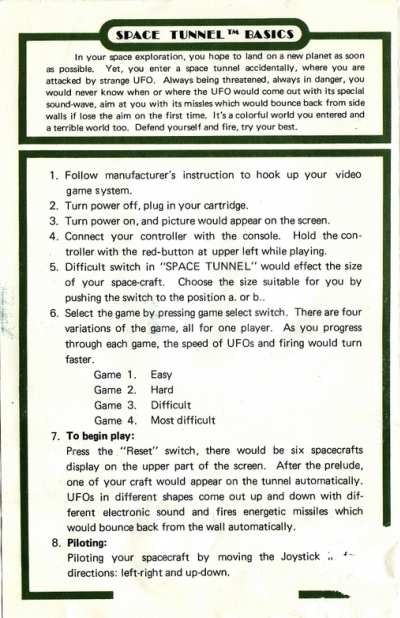 SPACE TUNNEL™ BASICS
In your space exploration, you hope to land on a new planet as soon
as possible. Yet, you enter a space tunnel accidentally, where you are
attacked by strange UFO. Always being threatened, always in danger, you
would never know when or where the UFO would come out with its special
sound-wave, aim at you with its missles which would bounce back from side
walls if lose the aim on the first time. It's a colorful world you entered and
a terrible world too. Defend yourself and fire, try your best.
1. Follow manufacturer's instruction to hook up your video
game system.
2. Turn power off, plug in your cartridge.
3. Turn power on, and picture would appear on the screen.
4. Connect your controller with the console. Hold the con-
troller with the red-button at upper left while playing.
5. Difficult switch in "SPACE TUNNEL" would effect the size
of your space-craft. Choose the size suitable for you by
pushing the switch to the position a. or b..
6. Select the game by pressing game select switch. There are four
variations of the game, all for one player. As you progress
through each game, the speed of UFOs and firing would turn
faster.
Game 1. Easy
Game 2. Hard
Game 3. Difficult
Game 4. Most difficult
7. To begin play:
Press the "Reset" switch, there would be six spacecrafts
display on the upper part of the screen. After the prelude,
one of your craft would appear on the tunnel automatically.
UFOs in different shapes come out up and down with dif-
ferent electronic sound and fires energetic missiles which
would bounce back from the wall automatically.
8. Piloting:
Piloting your spacecraft by moving the Joystick
directions: left-right and up-down.